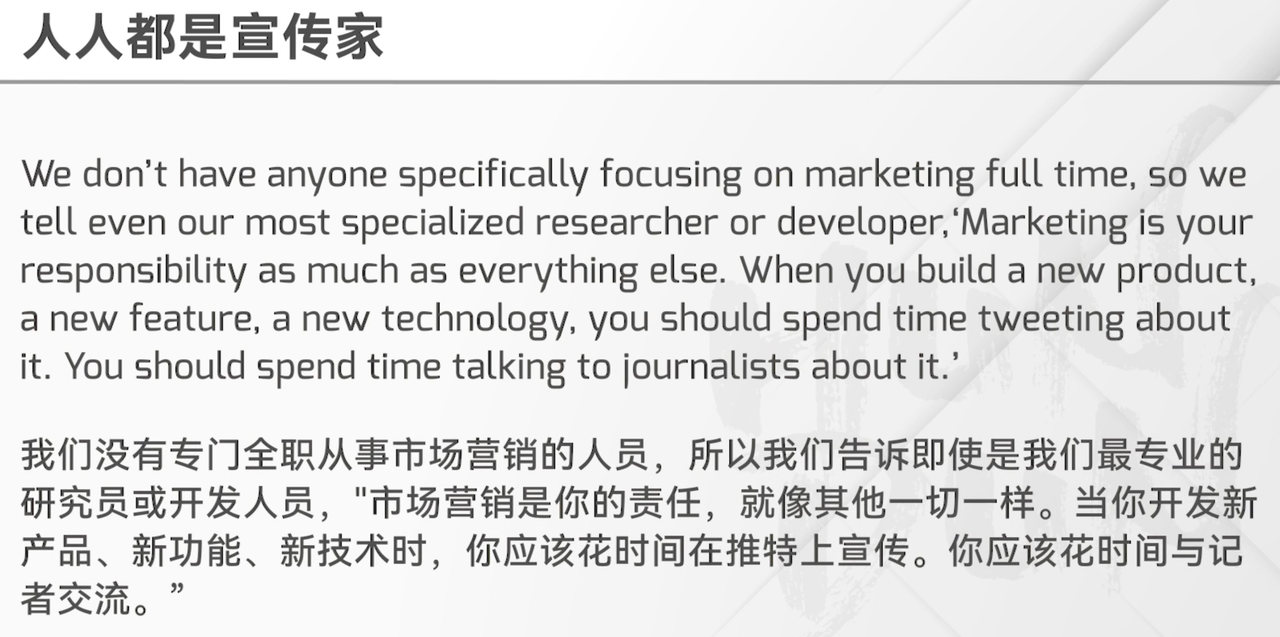 人人都是宣传家
We don’t have anyone specifically focusing on marketing full time, so we
tell even our most specialized researcher or developer,‘Marketing is your
responsibility as much as everything else. When you build a new product,
a new feature, a new technology, you should spend time tweeting about
it. You should spend time talking to journalists about it.’
我们没有专门全职从事市场营销的人员，所以我们告诉即使是我们最专业的
研究员或开发人员，"市场营销是你的责任，就像其他一切一样。当你开发新
产品、新功能、新技术时，你应该花时间在推特上宣传。你应该花时间与记
者交流。”